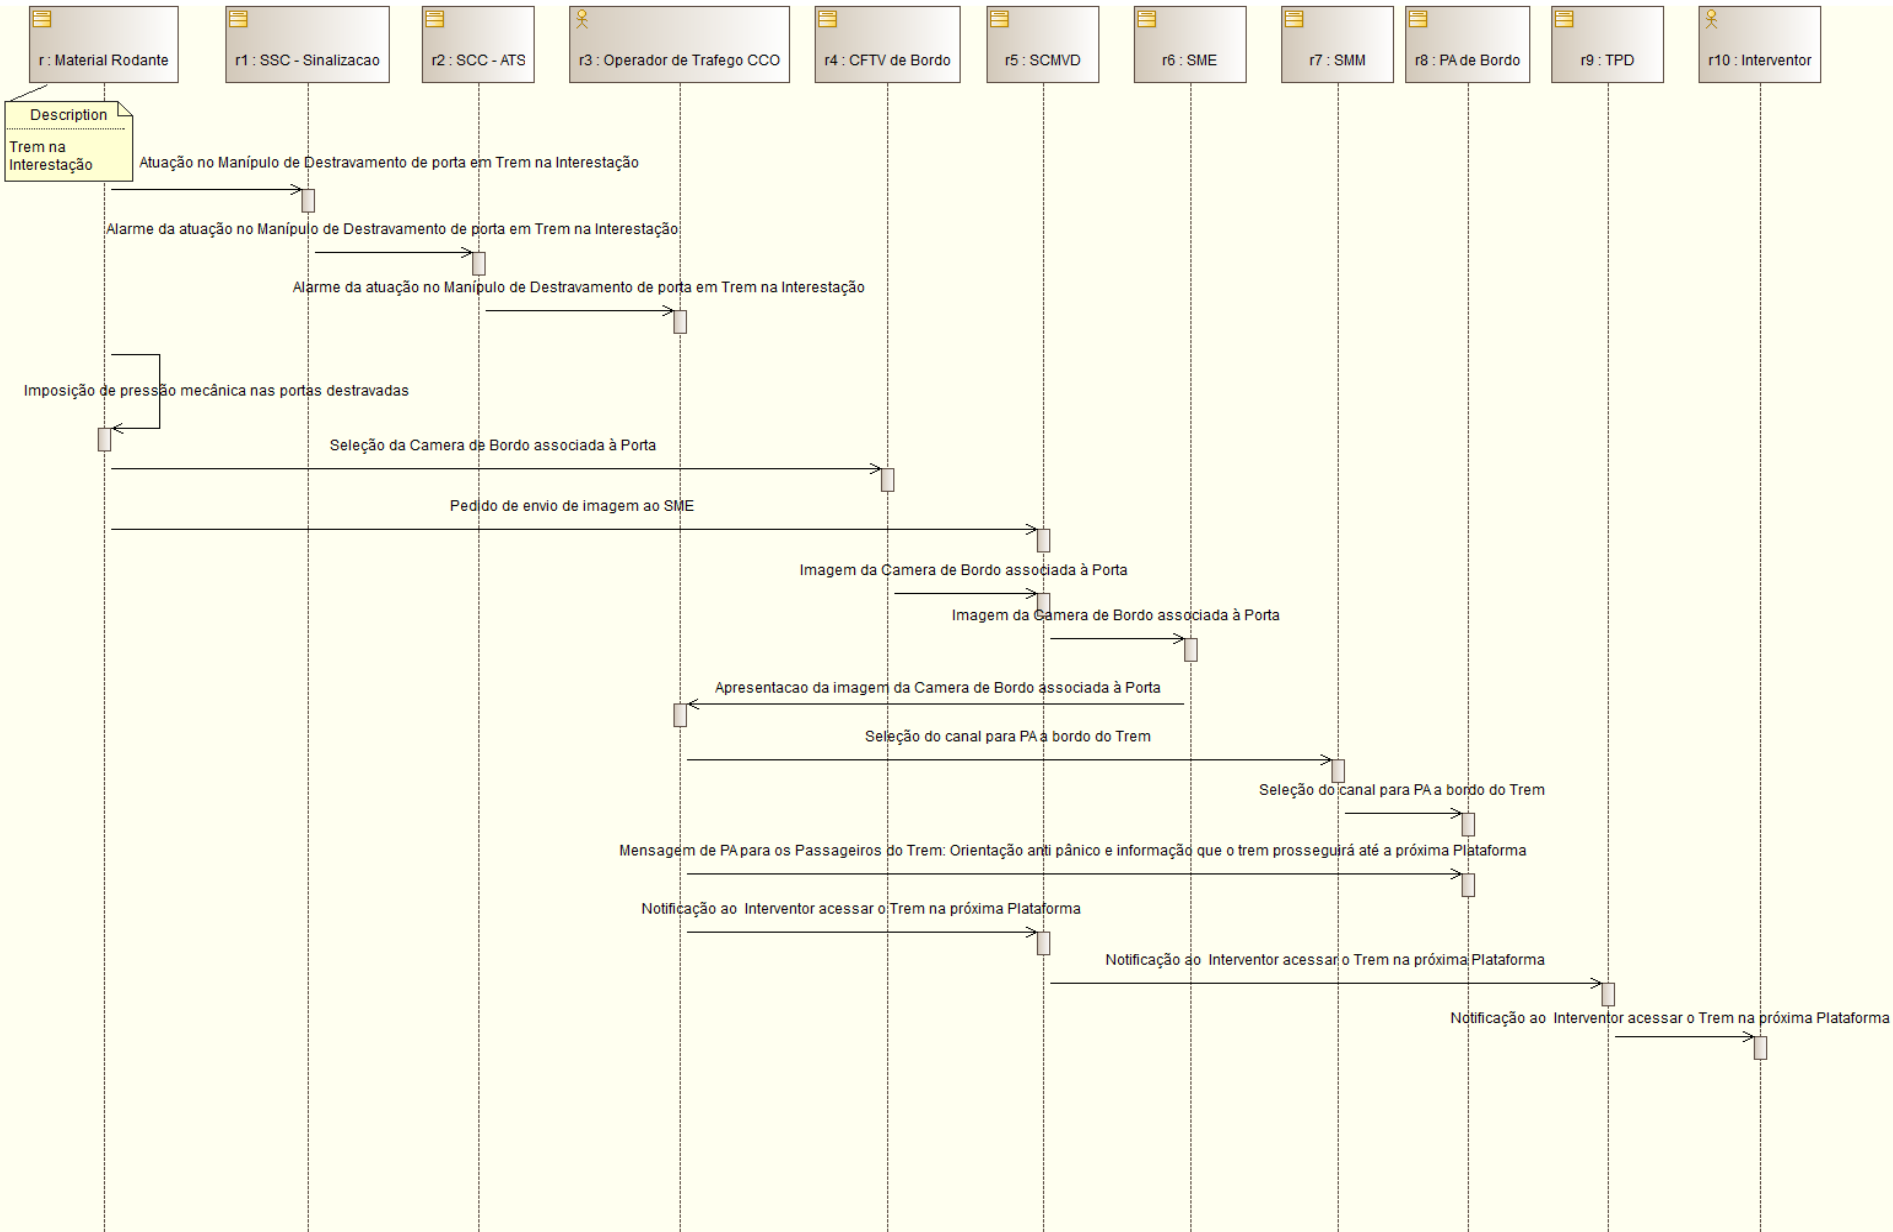 r : Material Rodante
r1 : SSC - Sinalizacao
r2 : SCC - ATS
r3 : Operador de Trafego CCO
r4 : CFTV de Bordo
r5 : SCMVD
r6 : SME
r7 : SMM
r8 : PA de Bordo
r9 : TPD
r10 : Interventor
Description
Trem na
Interestação
Atuação no Manípulo de Destravamento de porta em Trem na Interestação
Alarme da atuação no Manípulo de Destravamento de porta em Trem na Interestação
Alarme da atuação no Manípulo de Destravamento de porta em Trem na Interestação
Imposição de pressão mecânica nas portas destravadas
Seleção da Camera de Bordo associada à Porta
Pedido de envio de imagem ao SME
Imagem da Camera de Bordo associada à Porta
Imagem da Camera de Bordo associada à Porta
Apresentacao da imagem da Camera de Bordo associada à Porta
Seleção do canal para PA a bordo do Trem
Seleção do canal para PA a bordo do Trem
Mensagem de PA para os Passageiros do Trem: Orientação anti pânico e informação que o trem prosseguirá até a próxima Plataforma
Notificação ao  Interventor acessar o Trem na próxima Plataforma
Notificação ao  Interventor acessar o Trem na próxima Plataforma
Notificação ao  Interventor acessar o Trem na próxima Plataforma